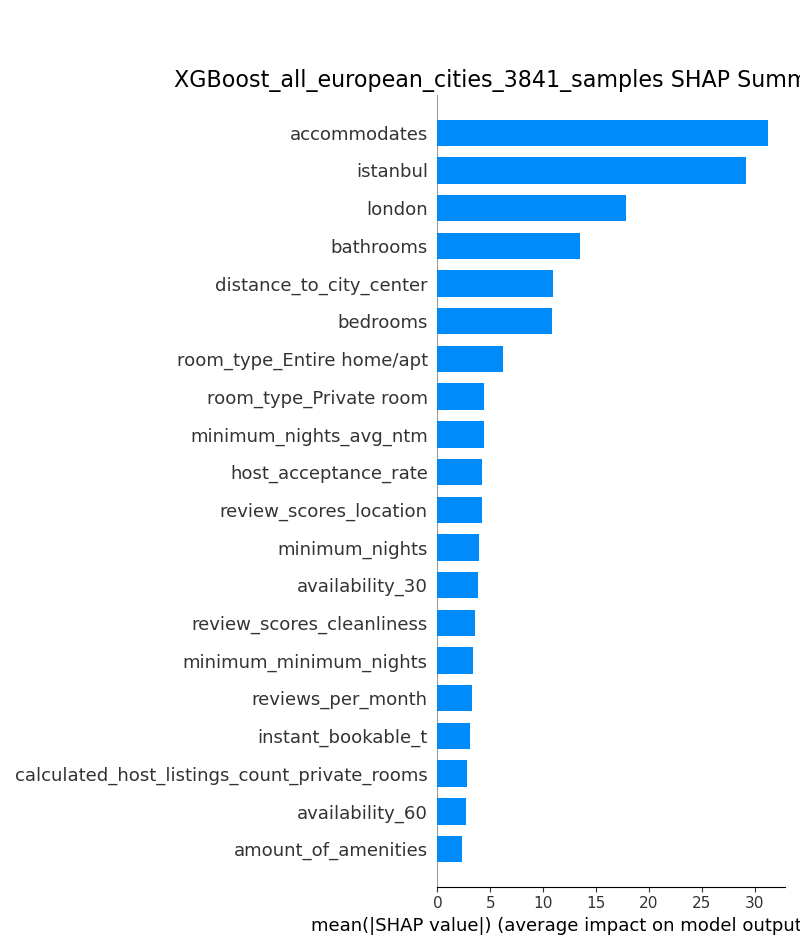 XGBoost_all_european_cities_3841_samples SHAP Summ
accommodates
istanbul
london
bathrooms
distance_to_city_center
bedrooms
room_type_Entire home/apt
room_type_Private room
minimum_nights_avg_ntm
host_acceptance_rate
review_scores_location
minimum_nights
availability_30
review_scores_cleanliness
minimum_minimum_nights
reviews_per_month
instant_bookable_t
calculated_host_listings_count_private_rooms
availability_60
amount_of_amenities
0 5 10 15 20 25 30
mean(|SHAP value|) (average impact on model output